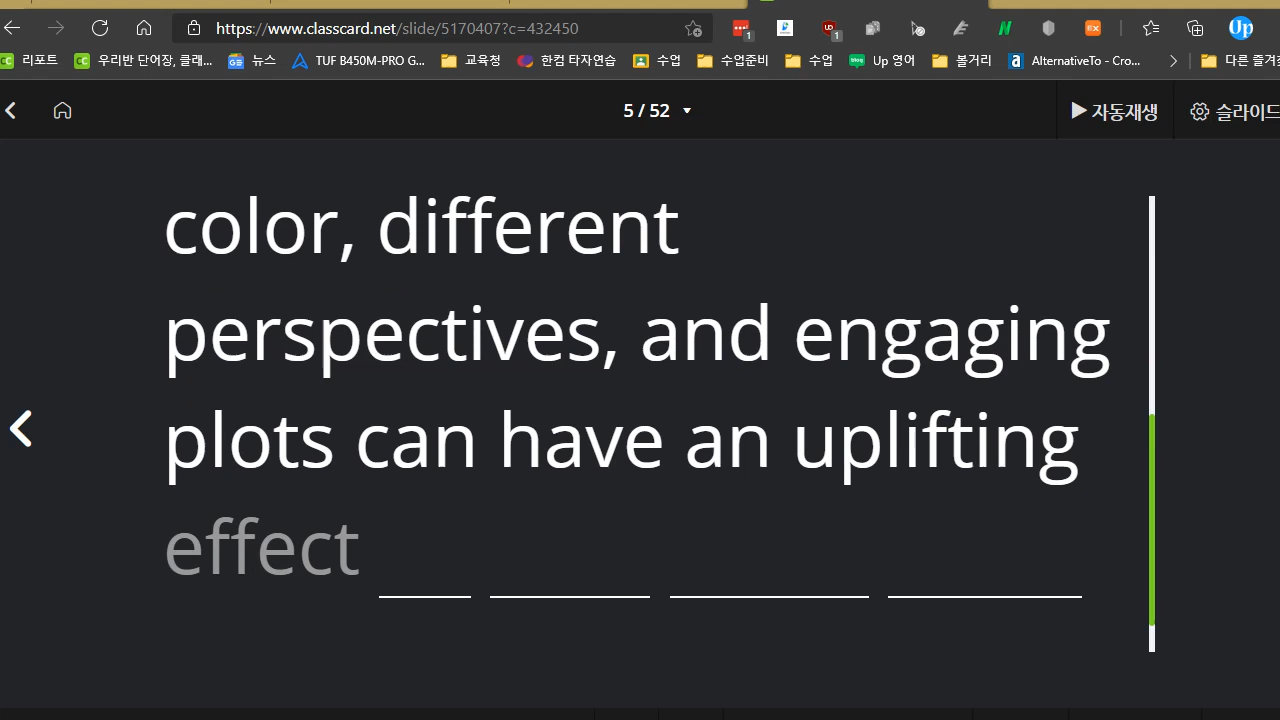 https://www.classcard.net/slide/5170407?c=432450
리포트
우리반 단어장, 클래...
뉴스
TUF B450M-PRO G...
교육청
한컴 타자연습
수업
수업준비
수업
Up 영어
볼거리
AlternativeTo - Cro...
다른 즐겨찾
5 / 52
자동재생
슬라이드
color, different
perspectives, and engaging
plots can have an uplifting
effect